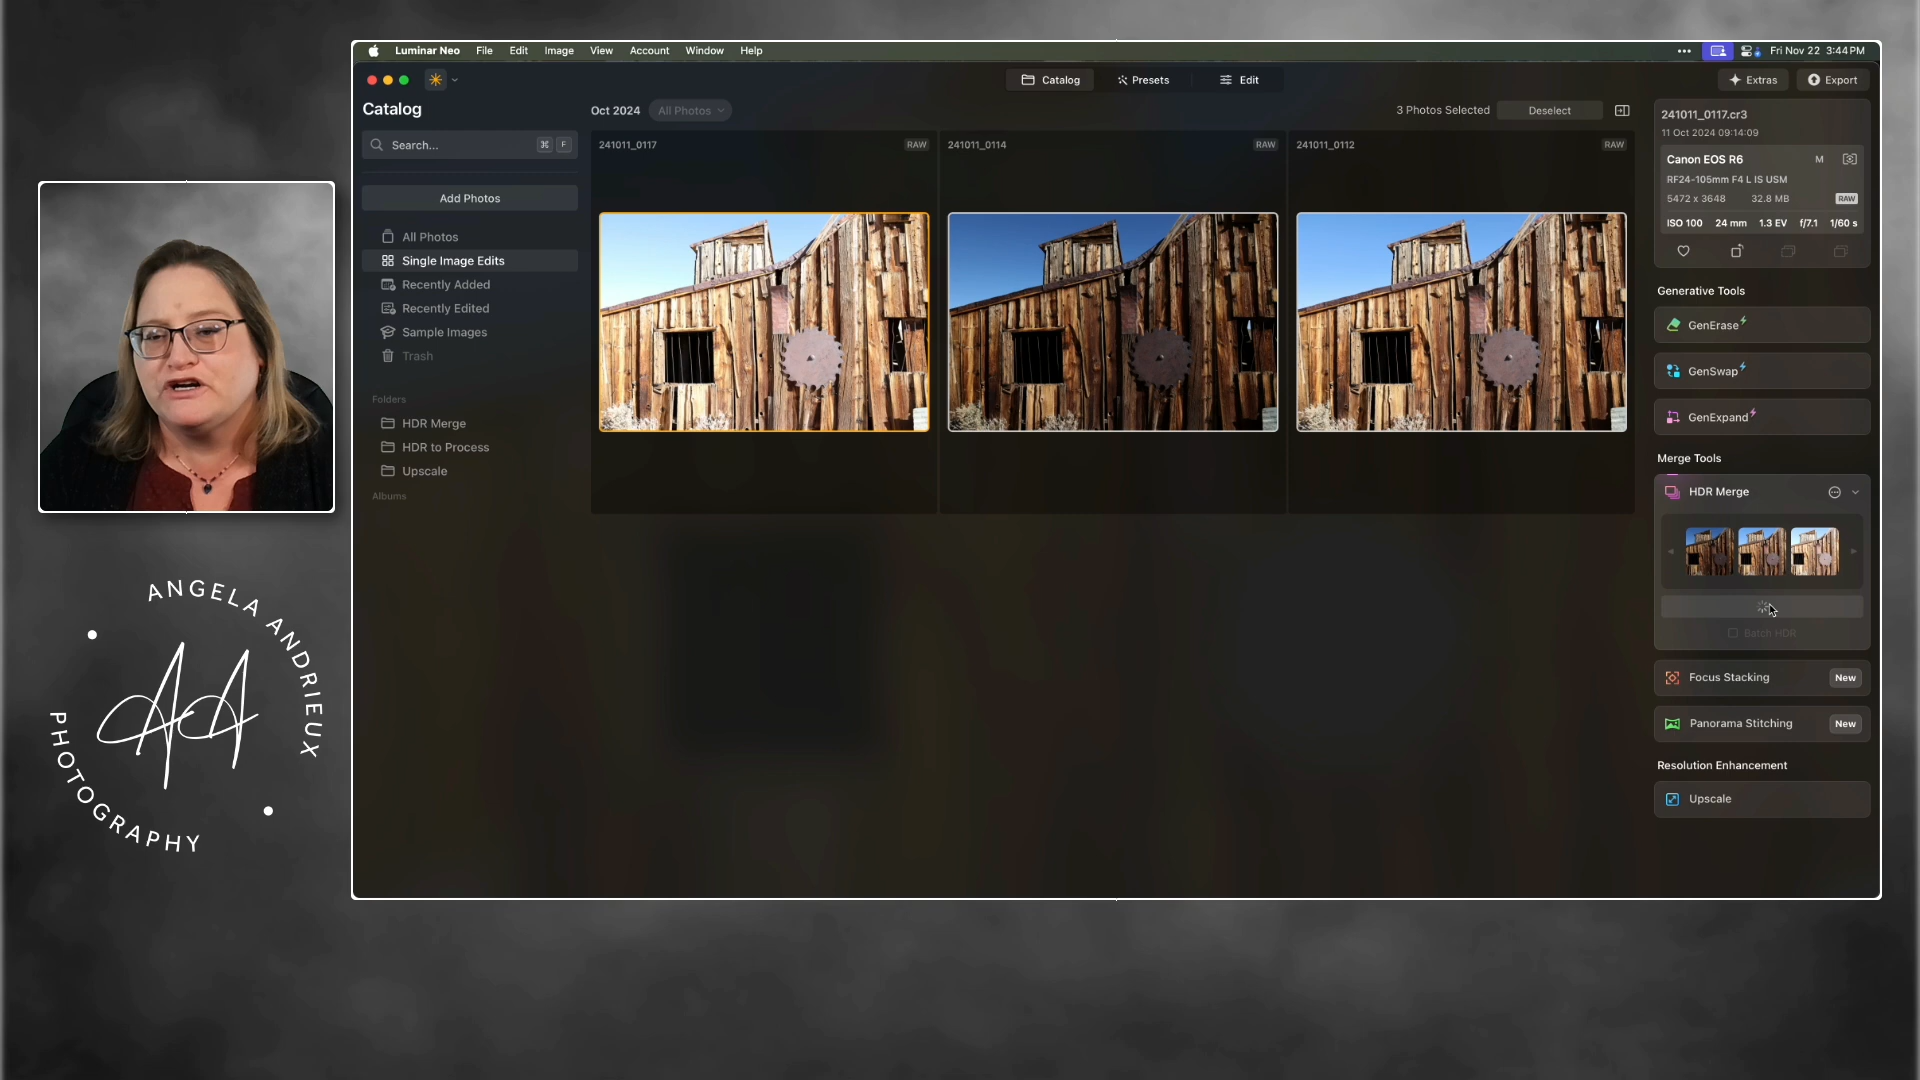 Luminar Neo File Edit Image View Account Window Help
Fri Nov 22 3:44 PM
Catalog
Presets
Edit
Extras
Export
Catalog
Oct 2024
All Photos
3 Photos Selected
Deselect
Search...
⌘ F
Add Photos
All Photos
Single Image Edits
Recently Added
Recently Edited
Sample Images
Trash
Folders
HDR Merge
HDR to Process
Upscale
Albums
241011_0117
RAW
241011_0114
RAW
241011_0112
RAW
241011_0117.cr3
11 Oct 2024 09:14:09
Canon EOS R6
M
RF24-105mm F4 L IS USM
5472 x 3648 32.8 MB
RAW
ISO 100 24 mm 1.3 EV f/7.1 1/60 s
Generative Tools
GenErase
GenSwap
GenExpand
Merge Tools
HDR Merge
Batch HDR
Focus Stacking
New
Panorama Stitching
New
Resolution Enhancement
Upscale
ANGELA ANDRIEUX
AA
PHOTOGRAPHY